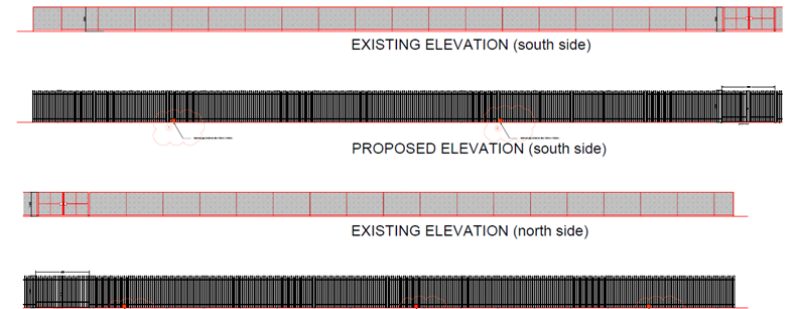 EXISTING ELEVATION (south side)
PROPOSED ELEVATION (south side)
EXISTING ELEVATION (north side)